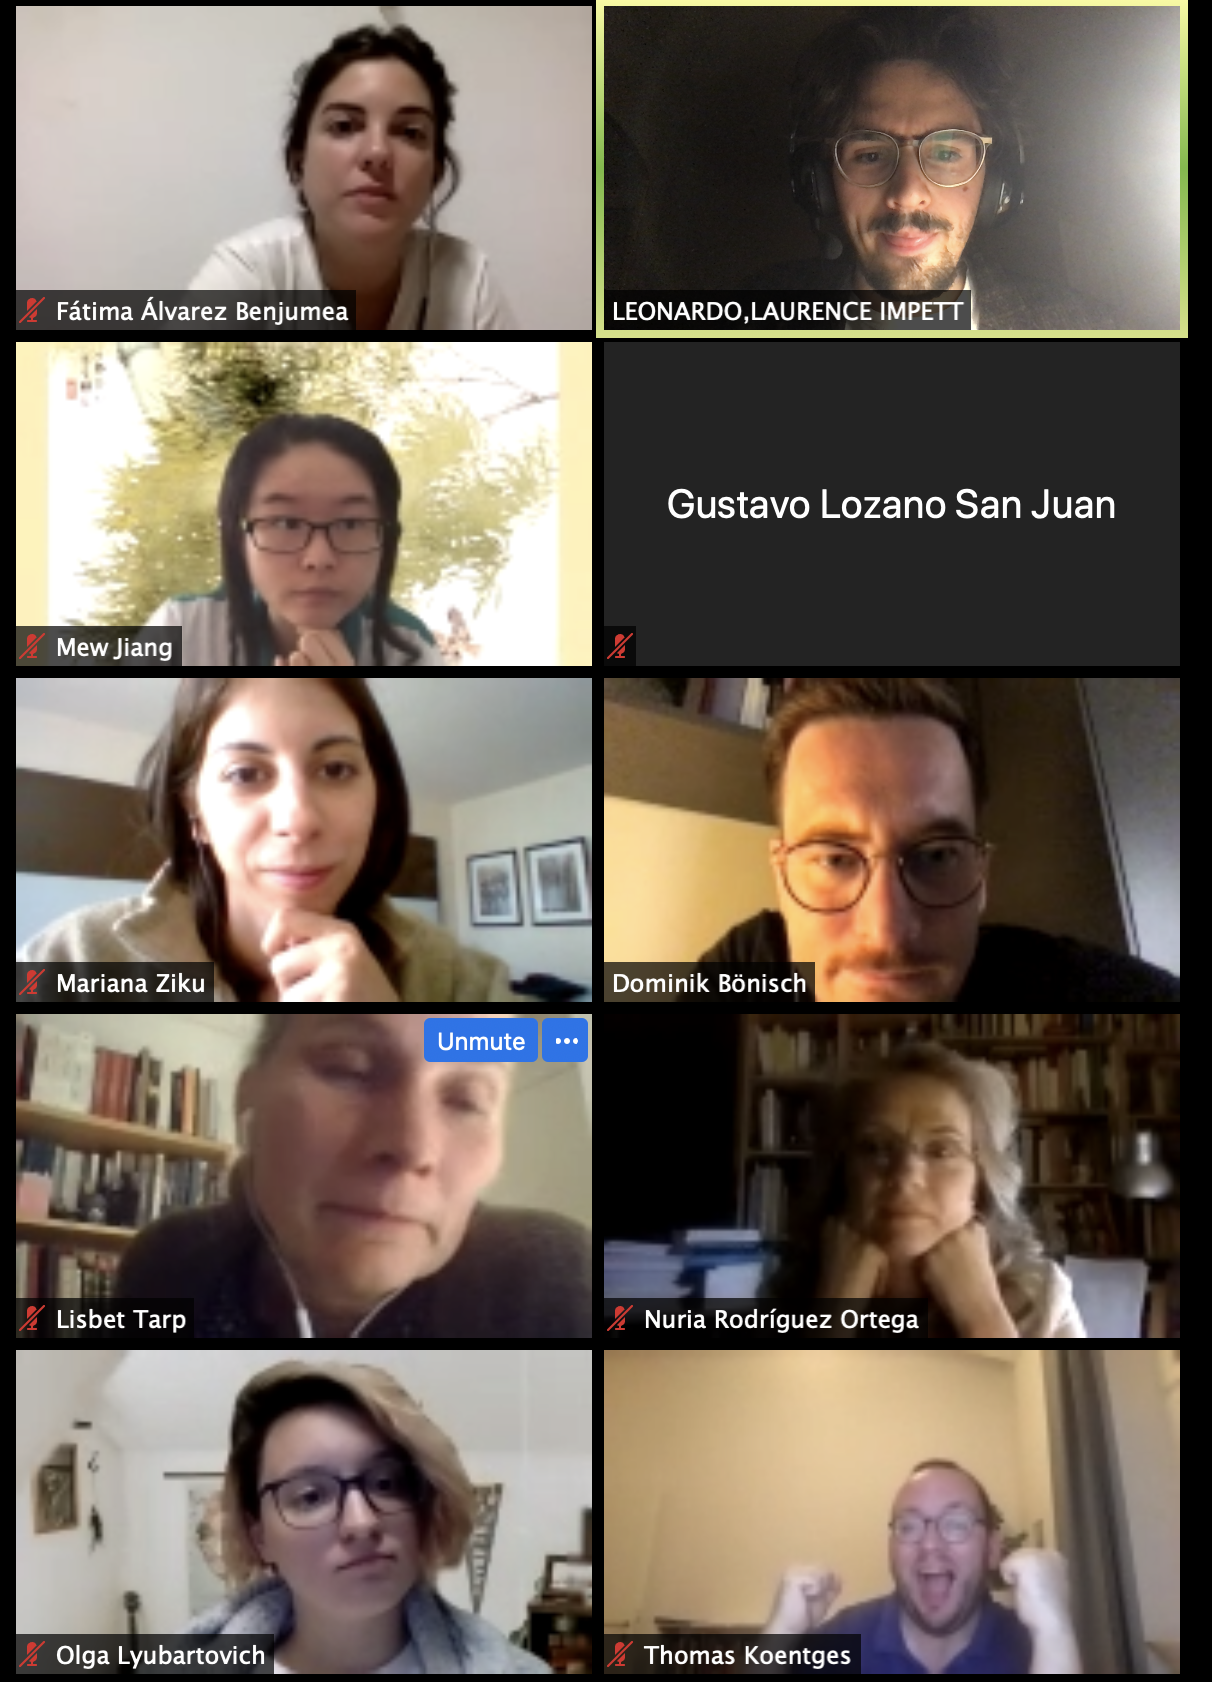 Fátima Álvarez Benjumea
LEONARDO,LAURENCE IMPETT
Mew Jiang
Gustavo Lozano San Juan
Mariana Ziku
Dominik Bönisch
Unmute
Lisbet Tarp
Nuria Rodríguez Ortega
Olga Lyubartovich
Thomas Koentges